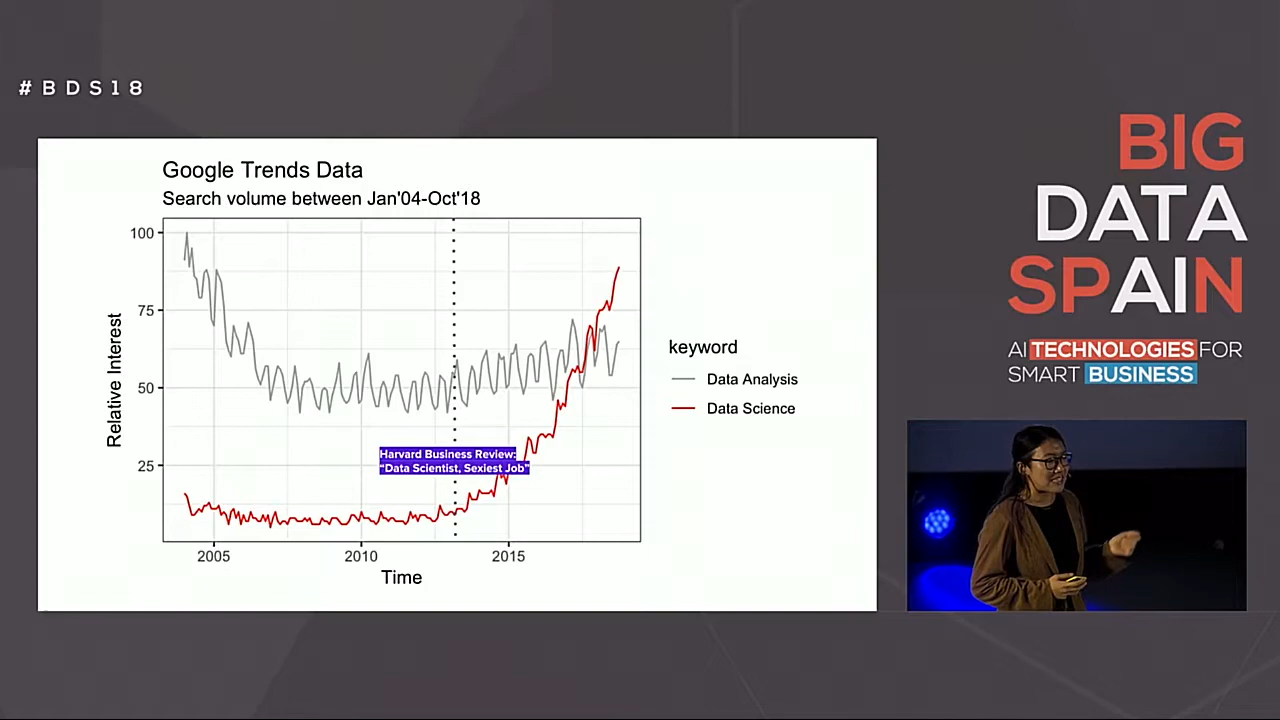 #BDS18
Google Trends Data
Search volume between Jan'04-Oct'18
100
75
50
25
Relative Interest
Harvard Business Review:
“Data Scientist, Sexiest Job”
2005
2010
2015
Time
keyword
Data Analysis
Data Science
BIG
DATA
SPAIN
AI TECHNOLOGIES FOR
SMART BUSINESS